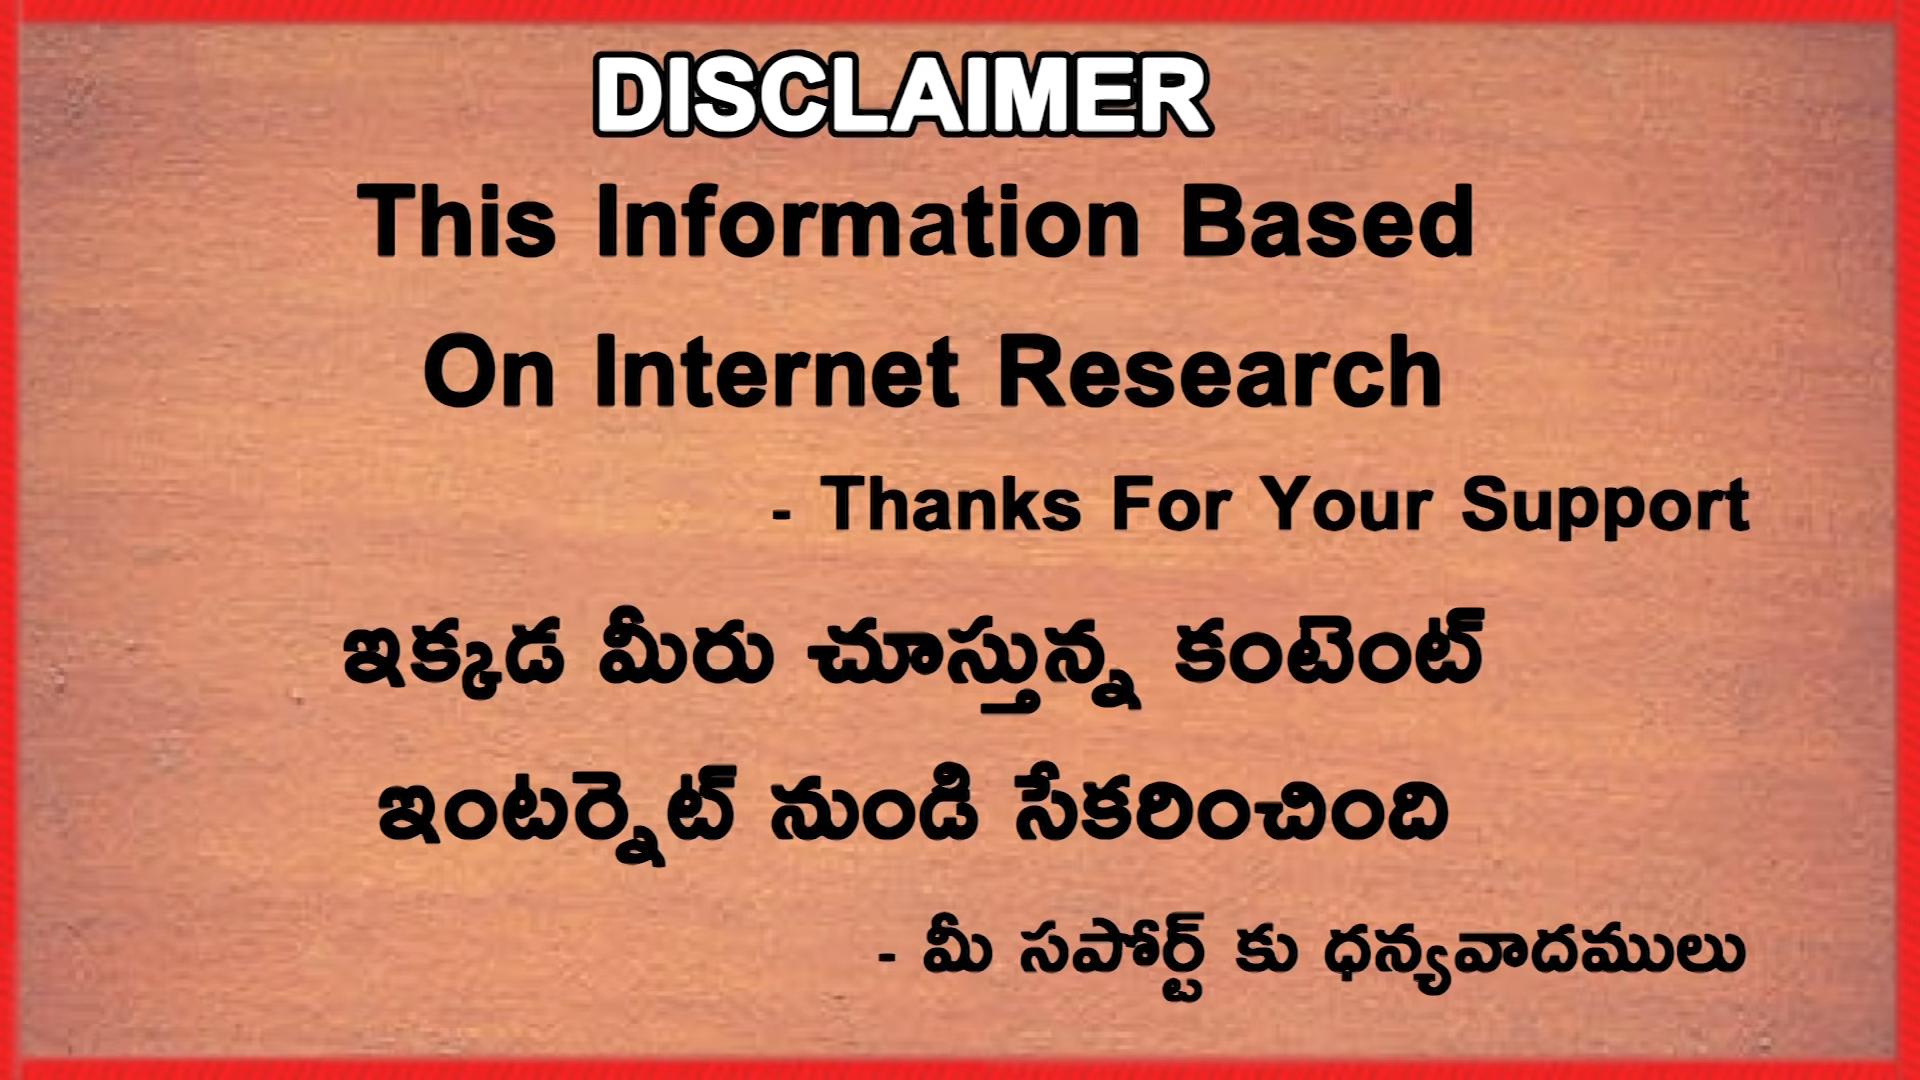 DISCLAIMER
This Information Based
On Internet Research
- Thanks For Your Support
ఇక్కడ మీరు చూస్తున్న కంటెంట్
ఇంటర్నెట్ నుండి సేకరించింది
- మీ సపోర్ట్ కు ధన్యవాదములు